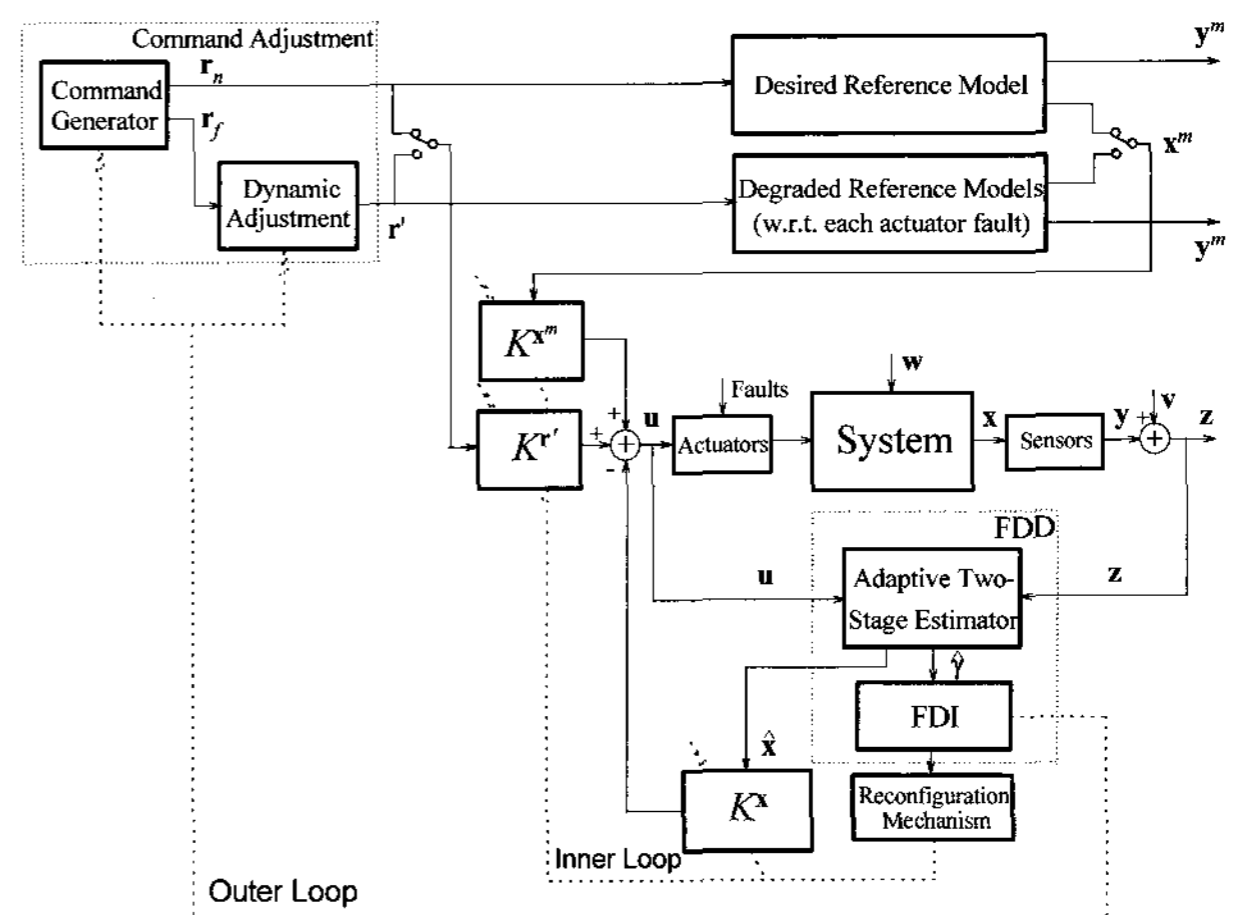 Command Adjustment
r_n
Command
Generator
r_f
Dynamic
Adjustment
r'
Desired Reference Model
y^m
x^m
Degraded Reference Models
(w.r.t. each actuator fault)
y^m
K^{x^m}
K^{r'}
+
+
+
-
u
Faults
Actuators
w
System
x
Sensors
y
+
v
+
z
FDD
u
Adaptive Two-
Stage Estimator
z
γ̂
FDI
x̂
K^x
Reconfiguration
Mechanism
Inner Loop
Outer Loop